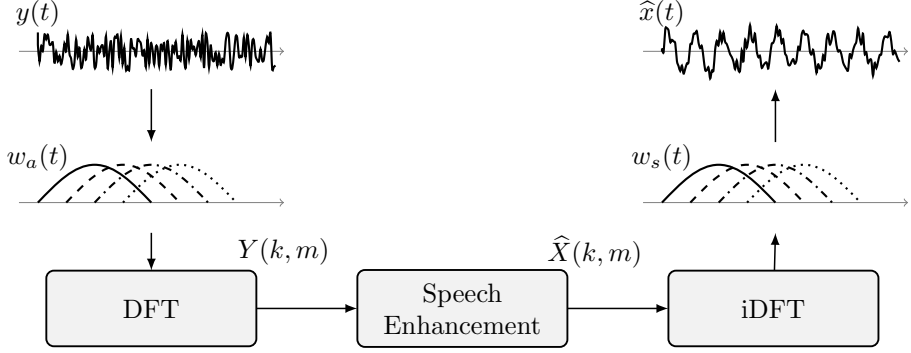 y(t)
x̂(t)
w_a(t)
w_s(t)
Y(k, m)
X̂(k, m)
DFT
Speech
Enhancement
iDFT